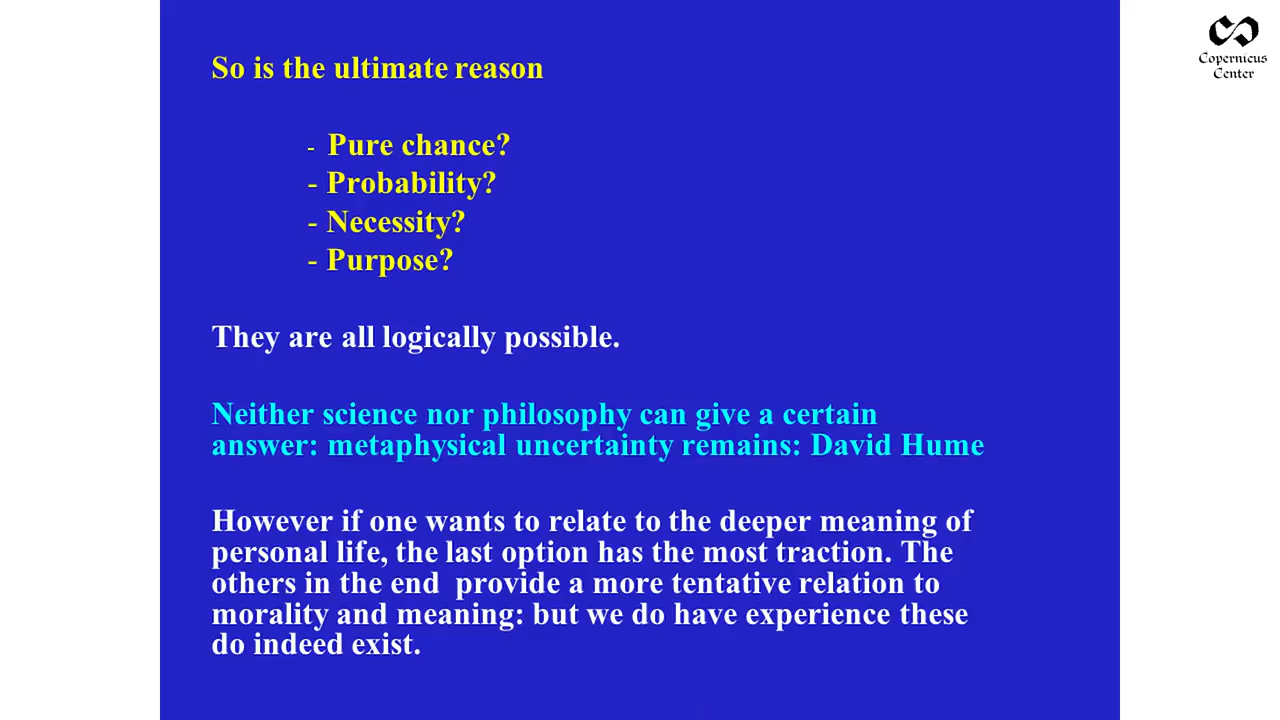 Copernicus
Center
So is the ultimate reason
- Pure chance?
- Probability?
- Necessity?
- Purpose?
They are all logically possible.
Neither science nor philosophy can give a certain
answer: metaphysical uncertainty remains: David Hume
However if one wants to relate to the deeper meaning of
personal life, the last option has the most traction. The
others in the end  provide a more tentative relation to
morality and meaning: but we do have experience these
do indeed exist.